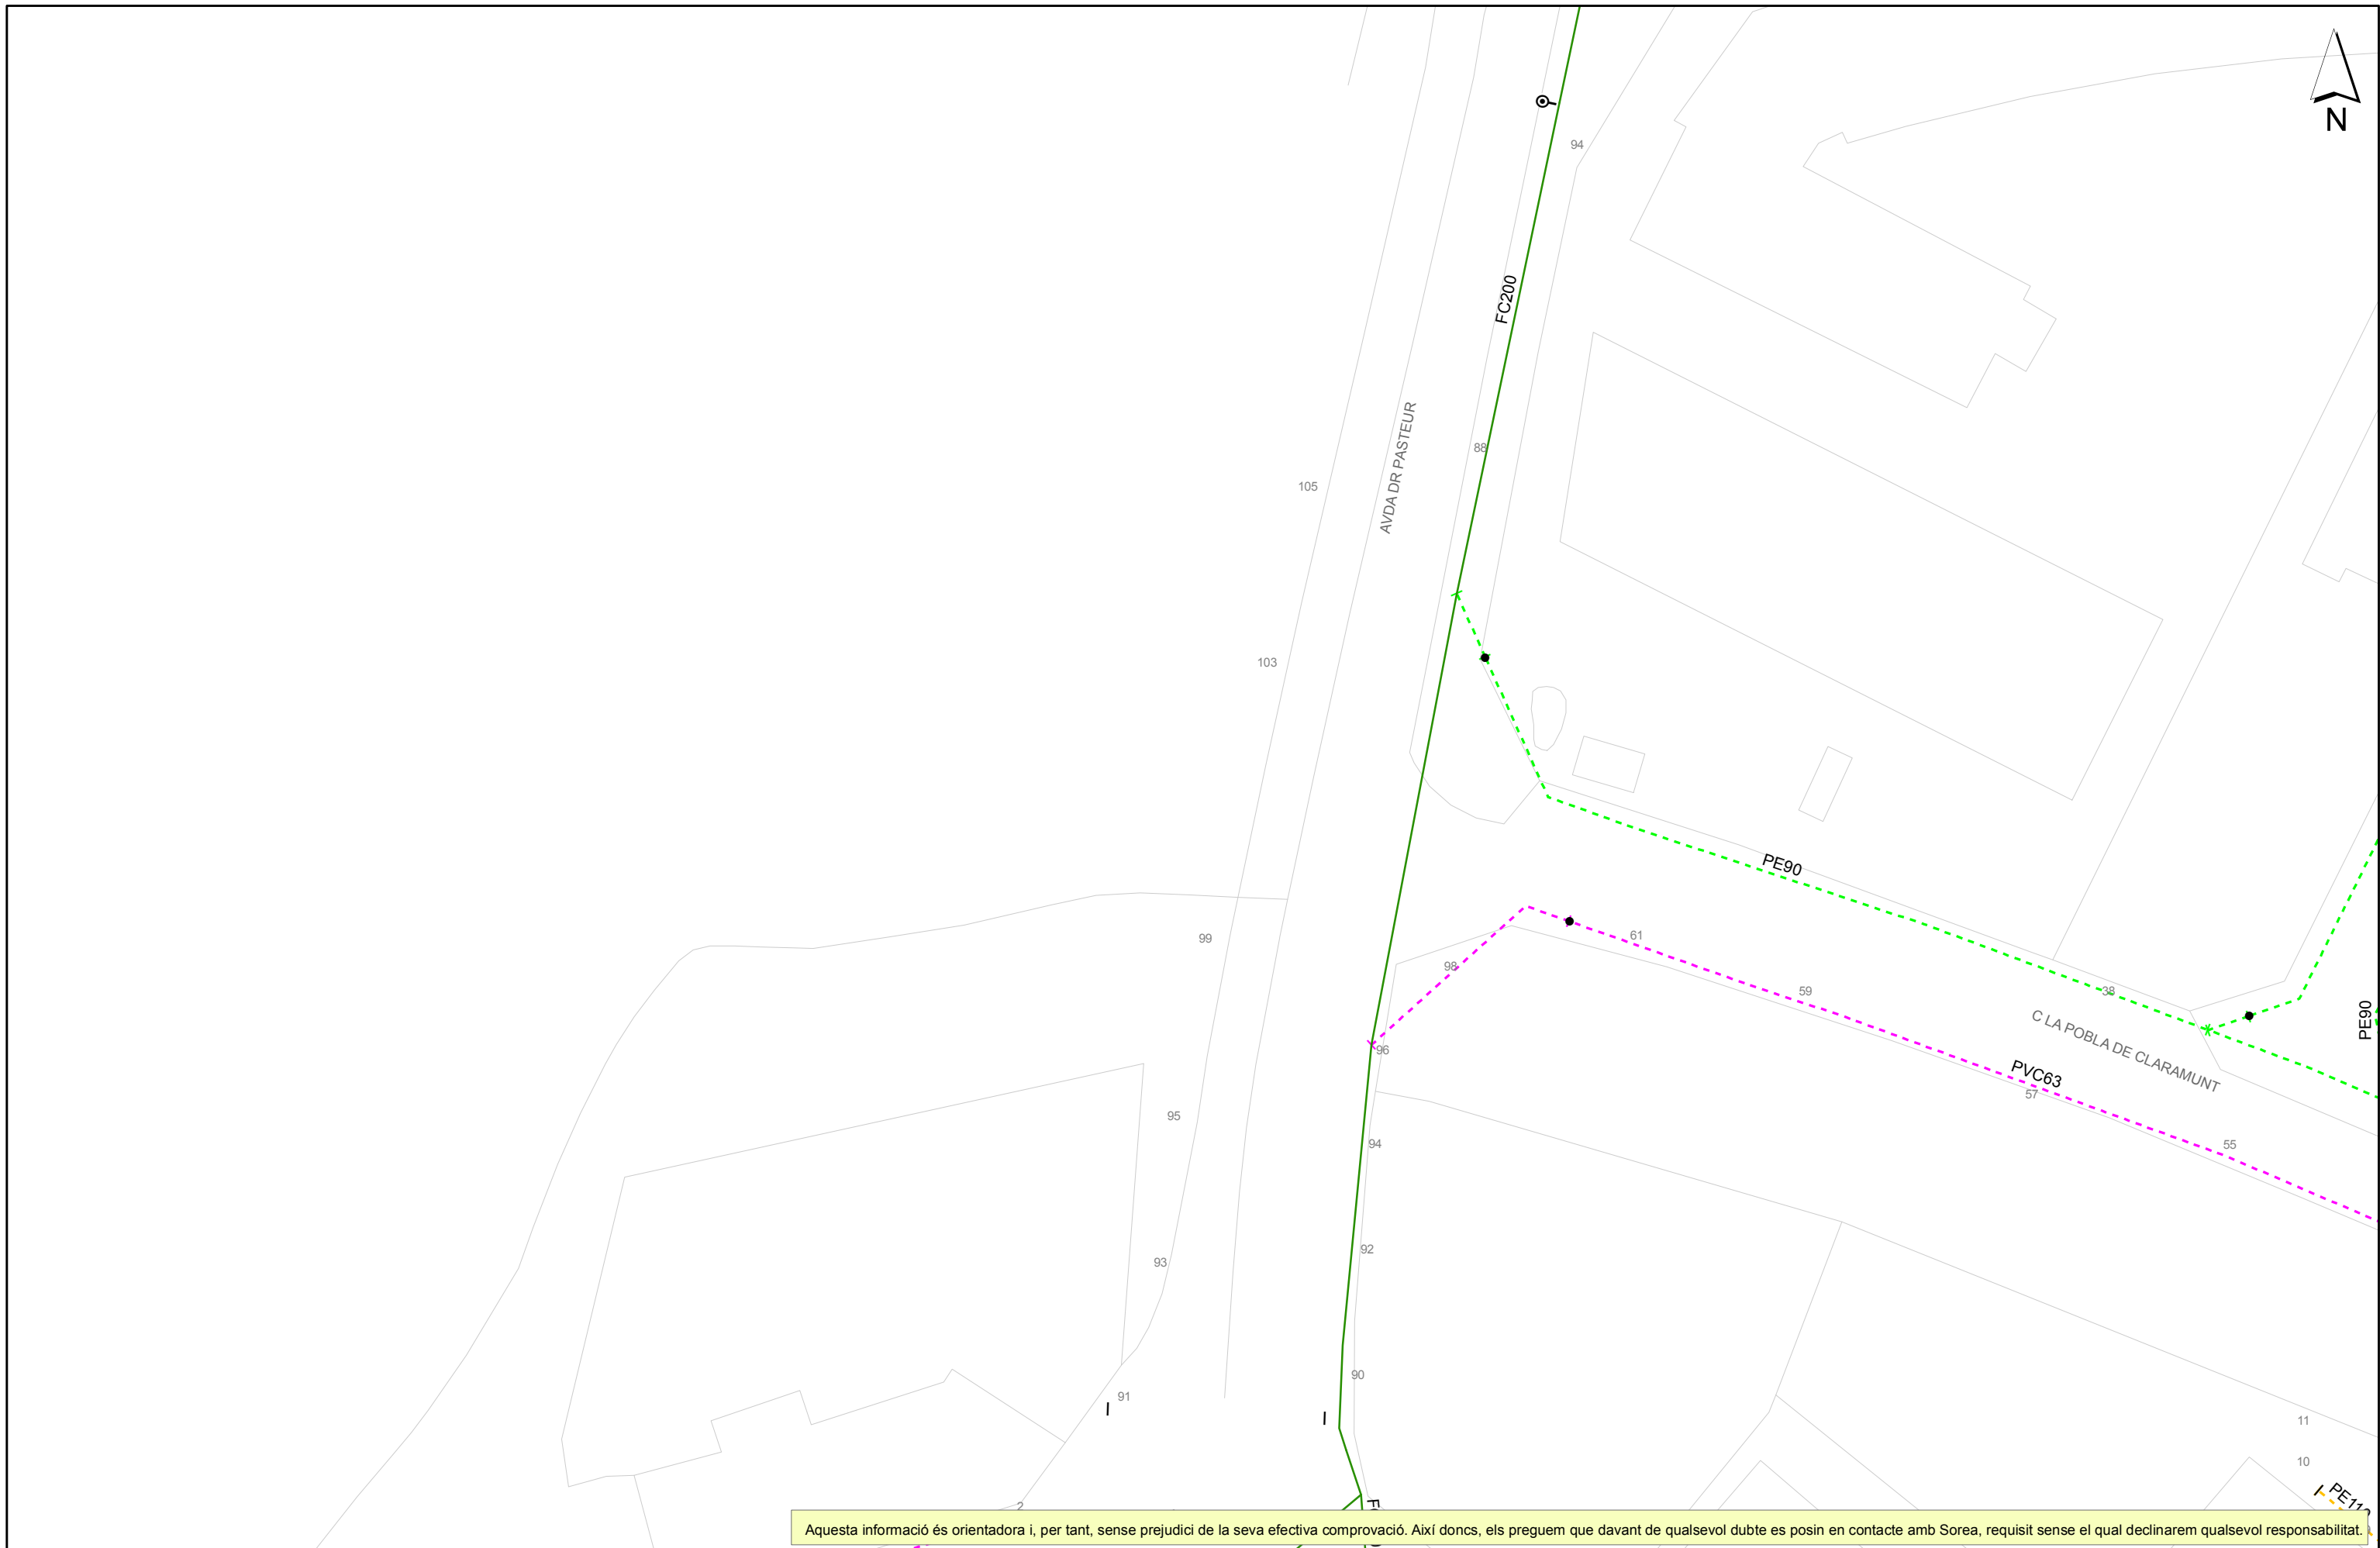 N
94
FC200
88
AVDA DR PASTEUR
105
103
PE90
61
99
98
59
38
PE90
C LA POBLA DE CLARAMUNT
96
PVC63
57
95
94
55
92
93
90
91
11
10
2
Aquesta informació és orientadora i, per tant, sense prejudici de la seva efectiva comprovació. Així doncs, els preguem que davant de qualsevol dubte es posin en contacte amb Sorea, requisit sense el qual declinarem qualsevol responsabilitat.